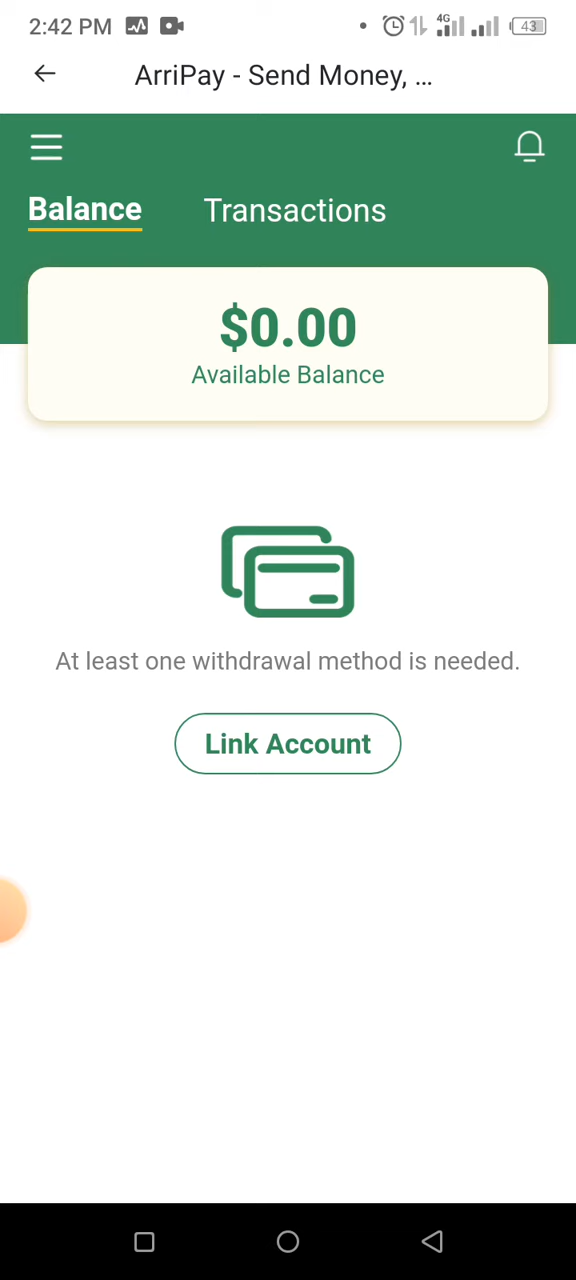 2:42 PM 4G 43
ArriPay - Send Money, ...
Balance Transactions
$0.00
Available Balance
At least one withdrawal method is needed.
Link Account